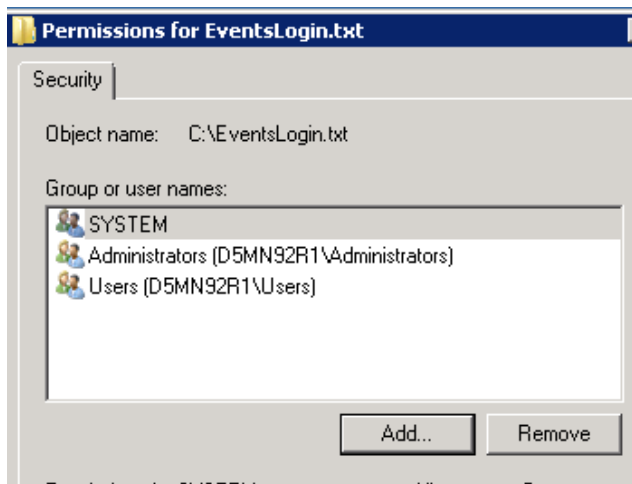 Permissions for EventsLogin.txt
Security
Object name: C:\EventsLogin.txt
Group or user names:
SYSTEM
Administrators (D5MN92R1\Administrators)
Users (D5MN92R1\Users)
Add... Remove